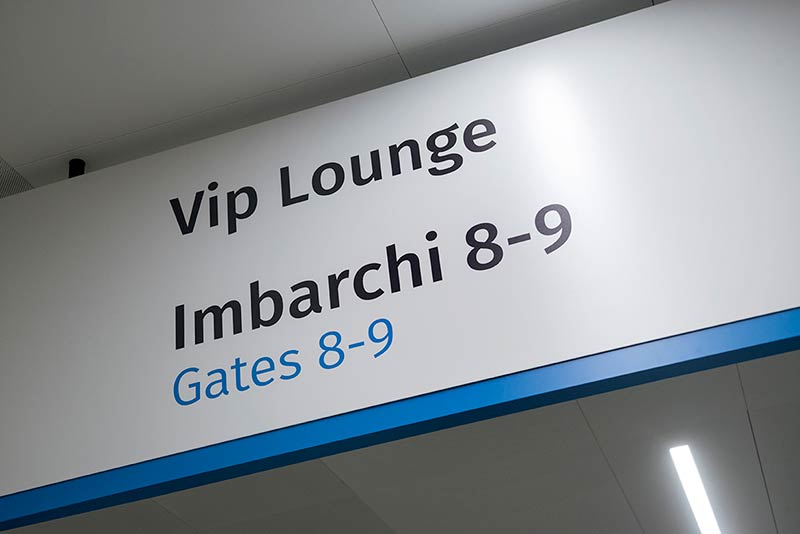 Vip Lounge
Imbarchi 8-9
Gates 8-9